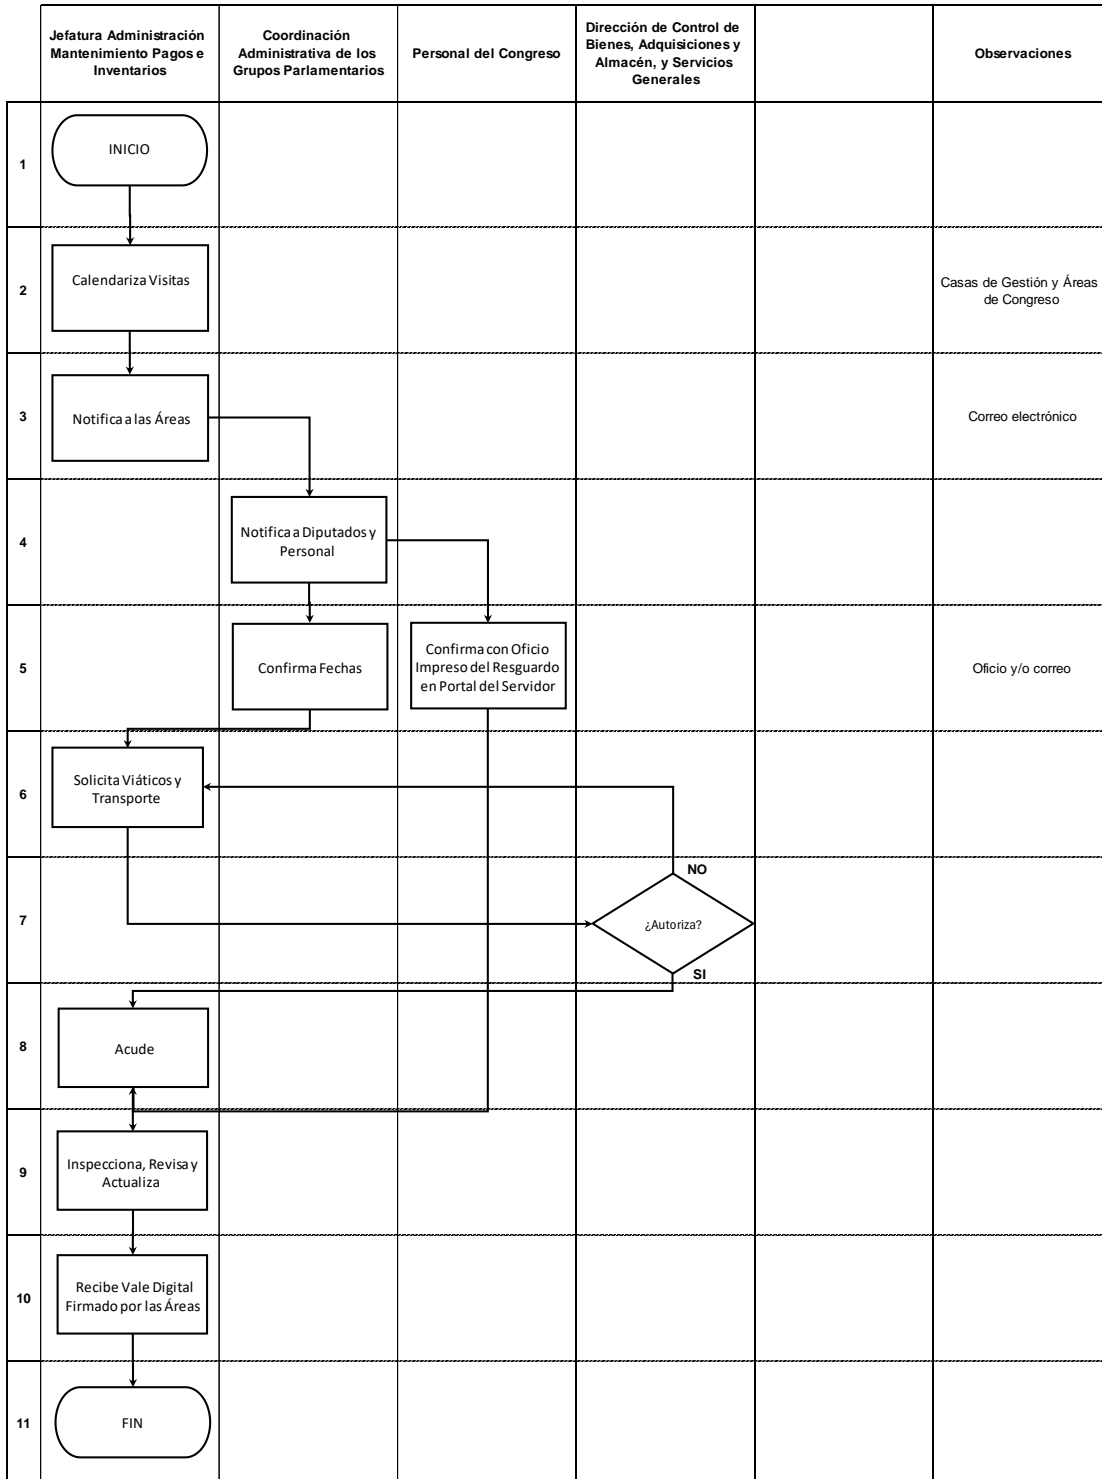 Jefatura Administración
Mantenimiento Pagos e
Inventarios
Coordinación
Administrativa de los
Grupos Parlamentarios
Personal del Congreso
Dirección de Control de
Bienes, Adquisiciones y
Almacén, y Servicios
Generales
Observaciones
1
INICIO
2
Calendariza Visitas
Casas de Gestión y Áreas
de Congreso
3
Notifica a las Áreas
Correo electrónico
4
Notifica a Diputados y
Personal
5
Confirma Fechas
Confirma con Oficio
Impreso del Resguardo
en Portal del Servidor
Oficio y/o correo
6
Solicita Viáticos y
Transporte
NO
7
¿Autoriza?
SI
8
Acude
9
Inspecciona, Revisa y
Actualiza
10
Recibe Vale Digital
Firmado por las Áreas
11
FIN